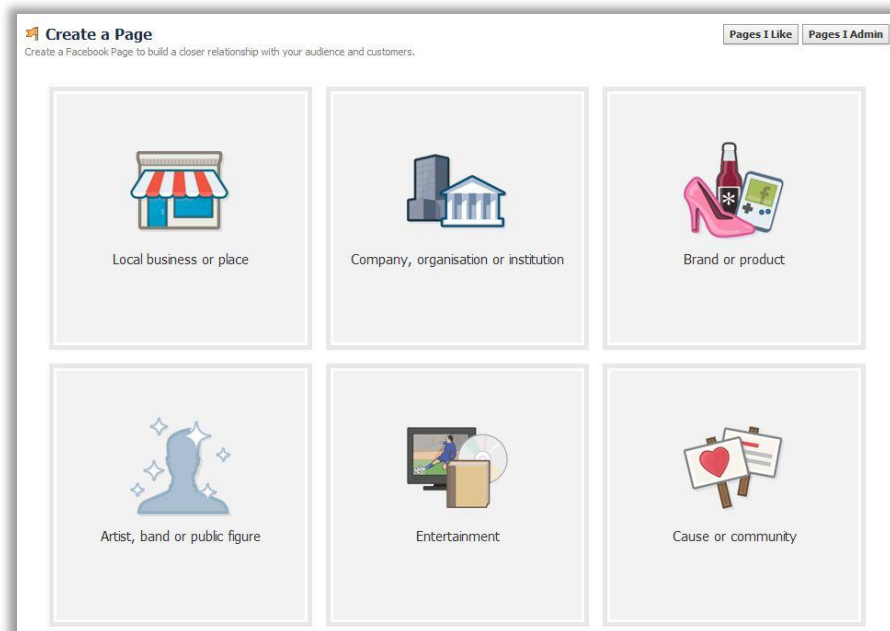 Create a Page
Pages I Like
Pages I Admin
Create a Facebook Page to build a closer relationship with your audience and customers.
Local business or place
Company, organisation or institution
Brand or product
Artist, band or public figure
Entertainment
Cause or community